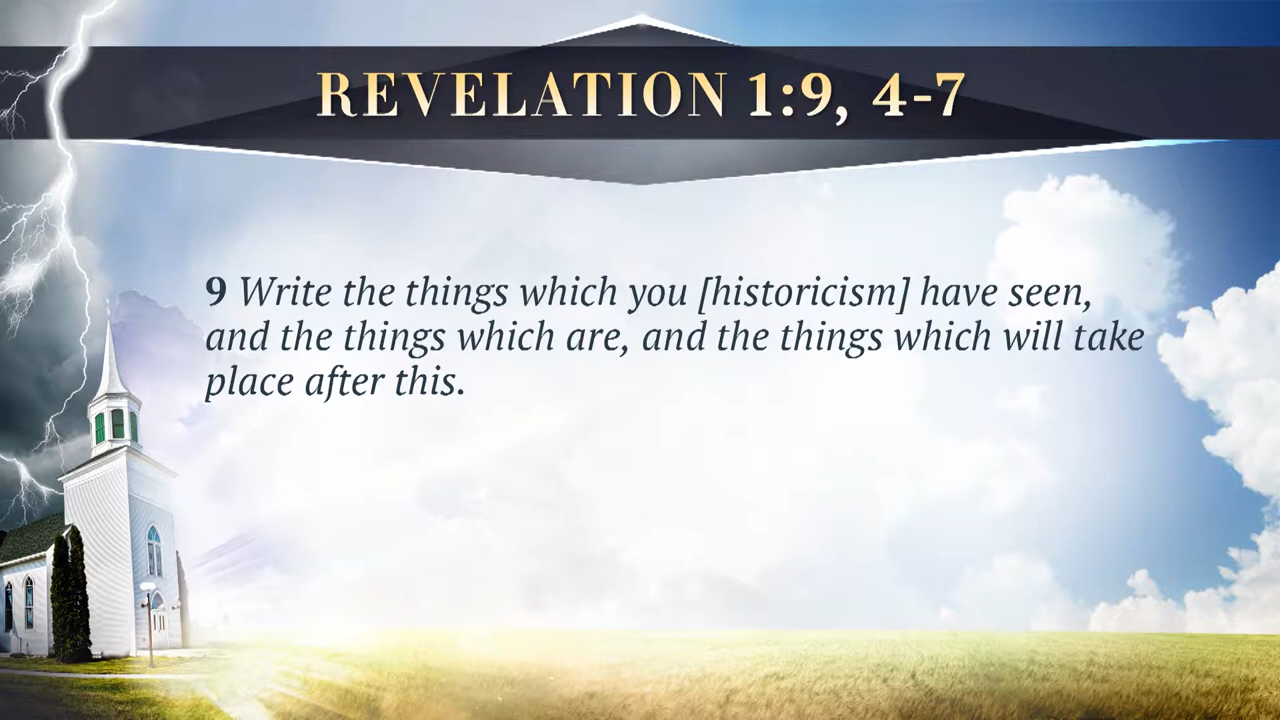 REVELATION 1:9, 4-7
9 Write the things which you [historicism] have seen,
and the things which are, and the things which will take
place after this.